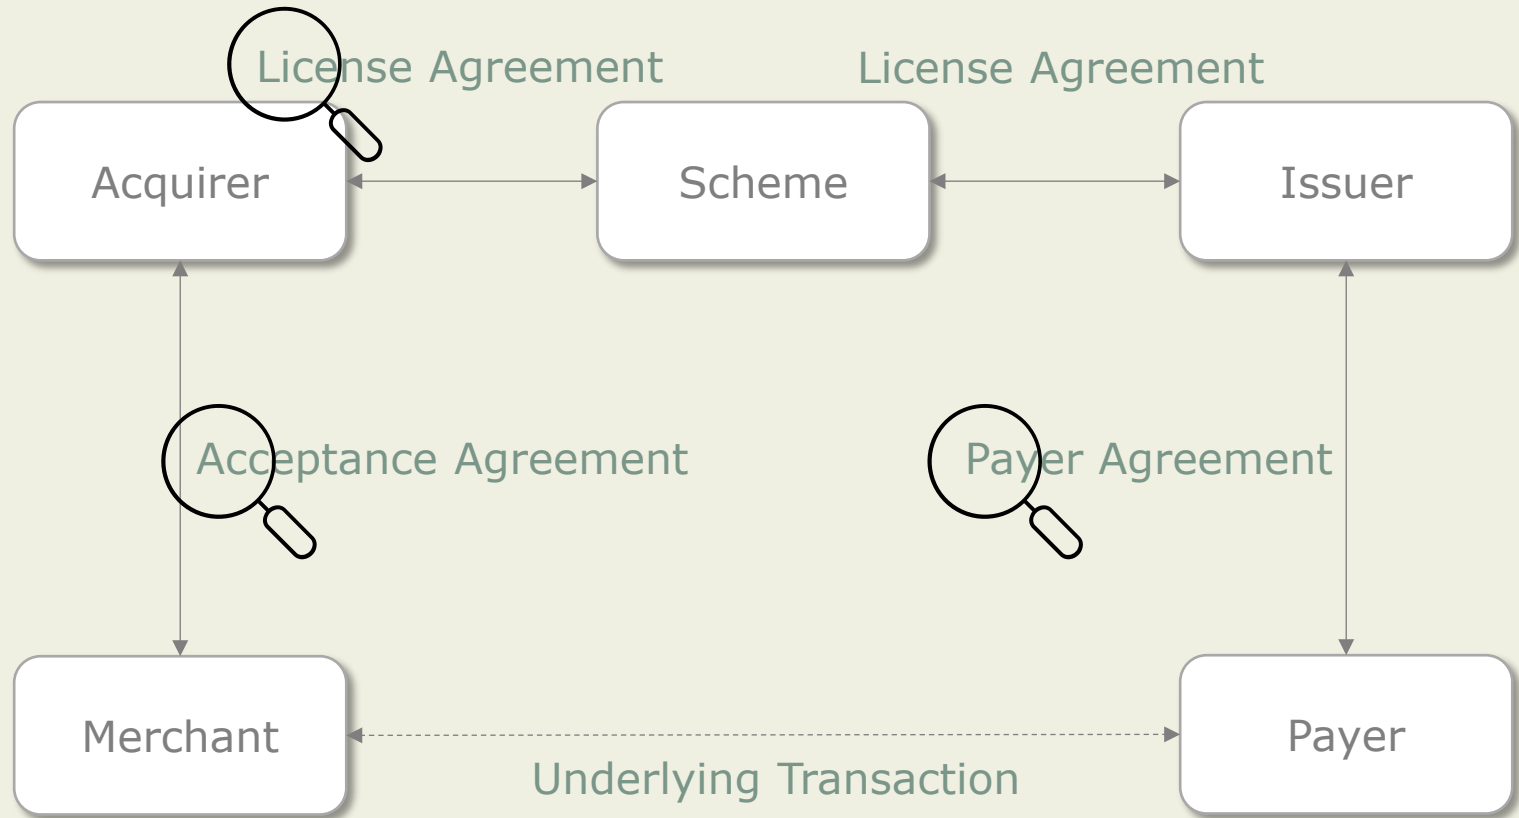 License Agreement
License Agreement
Acquirer
Scheme
Issuer
Acceptance Agreement
Payer Agreement
Merchant
Payer
Underlying Transaction